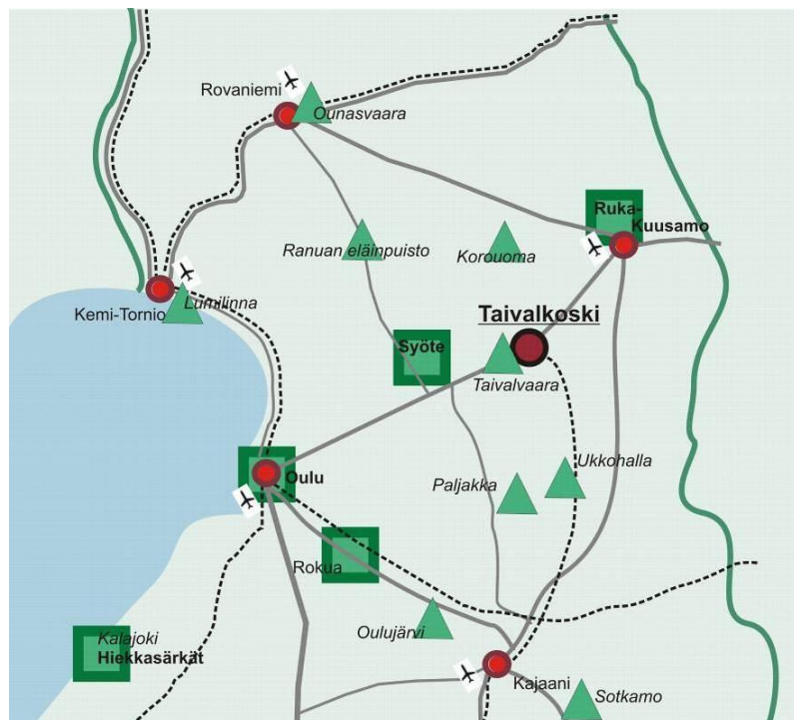 Rovaniemi
Ounasvaara
Ruka-
Kuusamo
Ranuan eläinpuisto
Korouoma
Lumilinna
Kemi-Tornio
Taivalkoski
Syöte
Taivalvaara
Ukkohalla
Oulu
Paljakka
Rokua
Oulujärvi
Kalajoki
Hiekkasärkät
Kajaani
Sotkamo